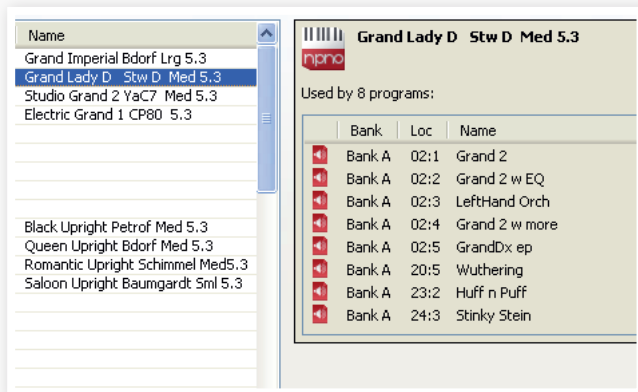 Name
Grand Imperial Bdorf Lrg 5.3
Grand Lady D Stw D Med 5.3
Studio Grand 2 YaC7 Med 5.3
Electric Grand 1 CP80 5.3
Black Upright Petrof Med 5.3
Queen Upright Bdorf Med 5.3
Romantic Upright Schimmel Med5.3
Saloon Upright Baumgardt Sml 5.3
npno
Grand Lady D Stw D Med 5.3
Used by 8 programs:
Bank Loc Name
Bank A 02:1 Grand 2
Bank A 02:2 Grand 2 w EQ
Bank A 02:3 LeftHand Orch
Bank A 02:4 Grand 2 w more
Bank A 02:5 GrandDx ep
Bank A 20:5 Wuthering
Bank A 23:2 Huff n Puff
Bank A 24:3 Stinky Stein